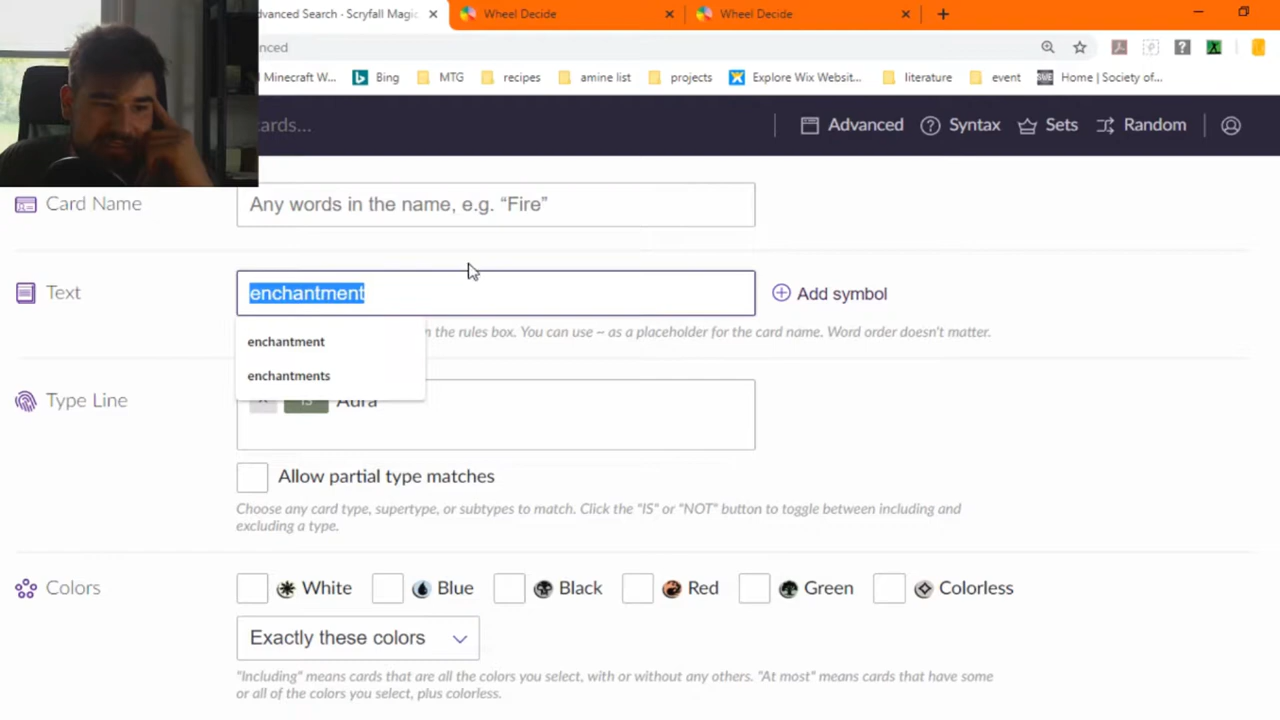 dvanced Search - Scryfall Magic
Wheel Decide
Wheel Decide
nced
Minecraft W...
Bing
MTG
recipes
amine list
projects
Explore Wix Websit...
literature
event
SME
Home | Society of...
cards...
Advanced
Syntax
Sets
Random
Card Name
Any words in the name, e.g. “Fire”
Text
enchantment
Add symbol
enchantment
enchantments
n the rules box. You can use ~ as a placeholder for the card name. Word order doesn't matter.
Type Line
IS
Aura
Allow partial type matches
Choose any card type, supertype, or subtypes to match. Click the "IS" or "NOT" button to toggle between including and
excluding a type.
Colors
White
Blue
Black
Red
Green
Colorless
Exactly these colors
"Including" means cards that are all the colors you select, with or without any others. "At most" means cards that have some
or all of the colors you select, plus colorless.